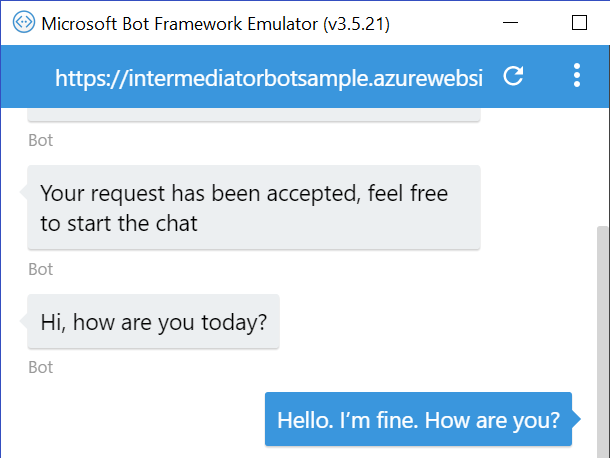 Microsoft Bot Framework Emulator (v3.5.21)
https://intermediatorbotsample.azurewebsi
Bot
Your request has been accepted, feel free
to start the chat
Bot
Hi, how are you today?
Bot
Hello. I’m fine. How are you?